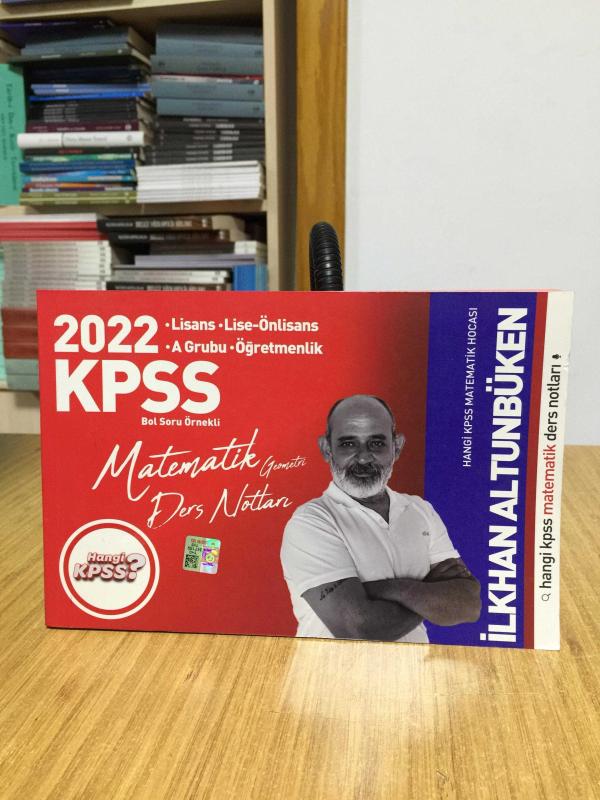 2022
KPSS
• Lisans • Lise-Önlisans
• A Grubu • Öğretmenlik
Bol Soru Örnekli
Matematik Geometri
Ders Notları
Hangi
KPSS?
HANGİ KPSS MATEMATİK HOCASI
İLKHAN ALTUNBÜKEN
hangi kpss matematik ders notları